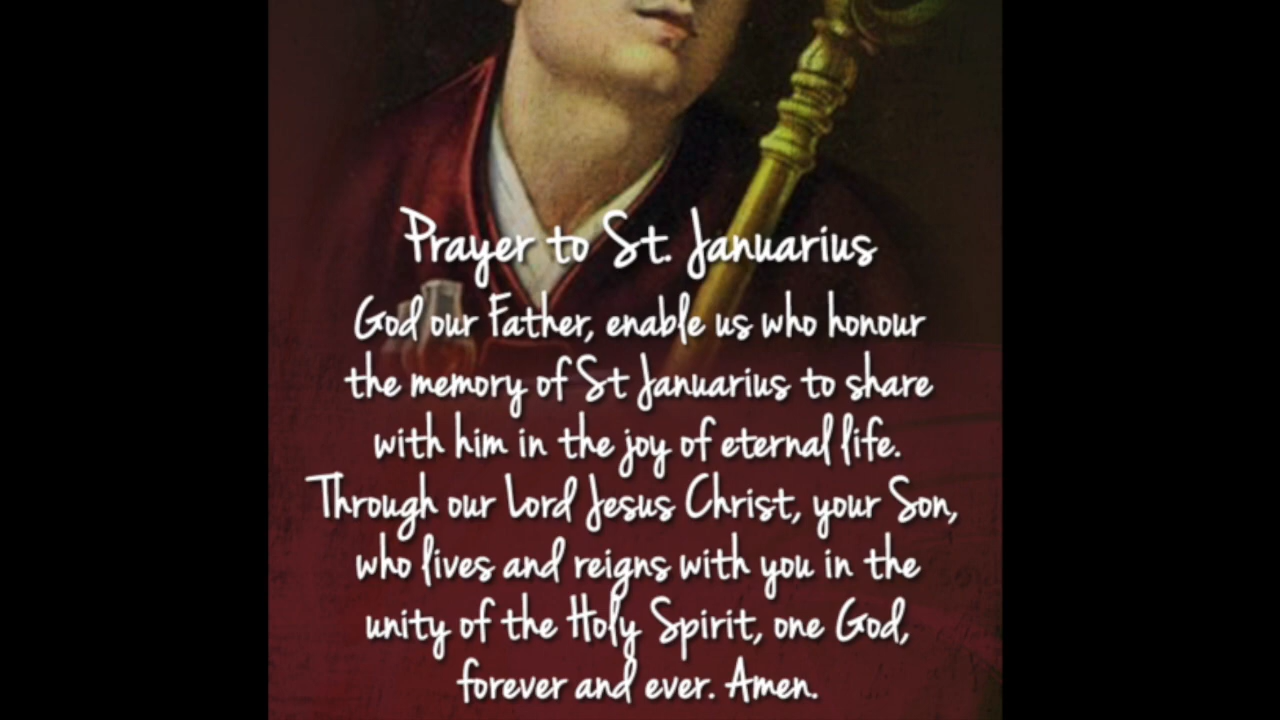 Prayer to St. Januarius
God our Father, enable us who honour
the memory of St Januarius to share
with him in the joy of eternal life.
Through our Lord Jesus Christ, your Son,
who lives and reigns with you in the
unity of the Holy Spirit, one God,
forever and ever. Amen.